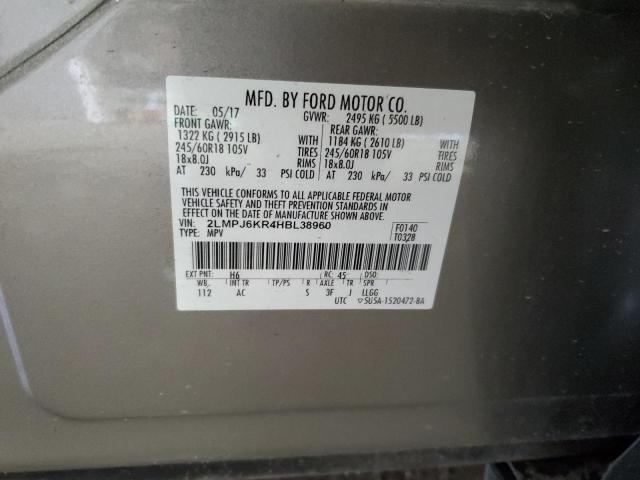 MFD. BY FORD MOTOR CO.
DATE: 05/17 GVWR: 2495 KG ( 5500 LB)
FRONT GAWR: REAR GAWR:
1322 KG ( 2915 LB) WITH 1184 KG ( 2610 LB) WITH
245/60R18 105V TIRES 245/60R18 105V TIRES
18x8.0J RIMS 18x8.0J RIMS
AT 230 kPa/ 33 PSI COLD AT 230 kPa/ 33 PSI COLD
THIS VEHICLE CONFORMS TO ALL APPLICABLE FEDERAL MOTOR
VEHICLE SAFETY AND THEFT PREVENTION STANDARDS IN
EFFECT ON THE DATE OF MANUFACTURE SHOWN ABOVE.
VIN: 2LMPJ6KR4HBL38960 F0140
TYPE: MPV T0328
EXT PNT: H6 RC: 45 DSO:
WB INT TR TP/PS R AXLE TR SPR
112 AC S 3F J LLGG
UTC ▽5U5A-1520472-BA